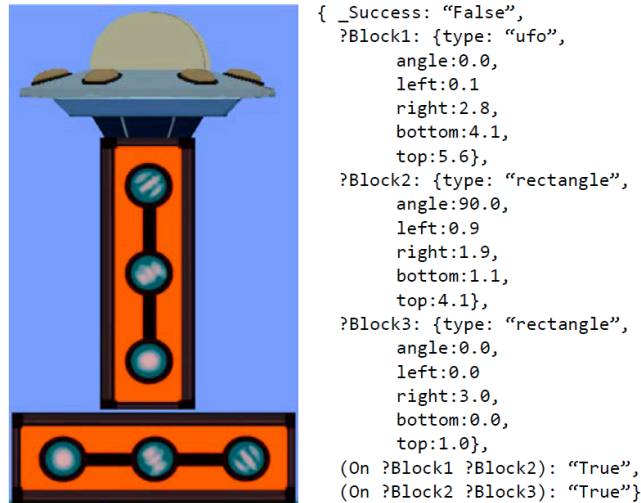 { _Success: “False”,
?Block1: {type: “ufo”,
angle:0.0,
left:0.1
right:2.8,
bottom:4.1,
top:5.6},
?Block2: {type: “rectangle”,
angle:90.0,
left:0.9
right:1.9,
bottom:1.1,
top:4.1},
?Block3: {type: “rectangle”,
angle:0.0,
left:0.0
right:3.0,
bottom:0.0,
top:1.0},
(On ?Block1 ?Block2): “True”,
(On ?Block2 ?Block3): “True”}